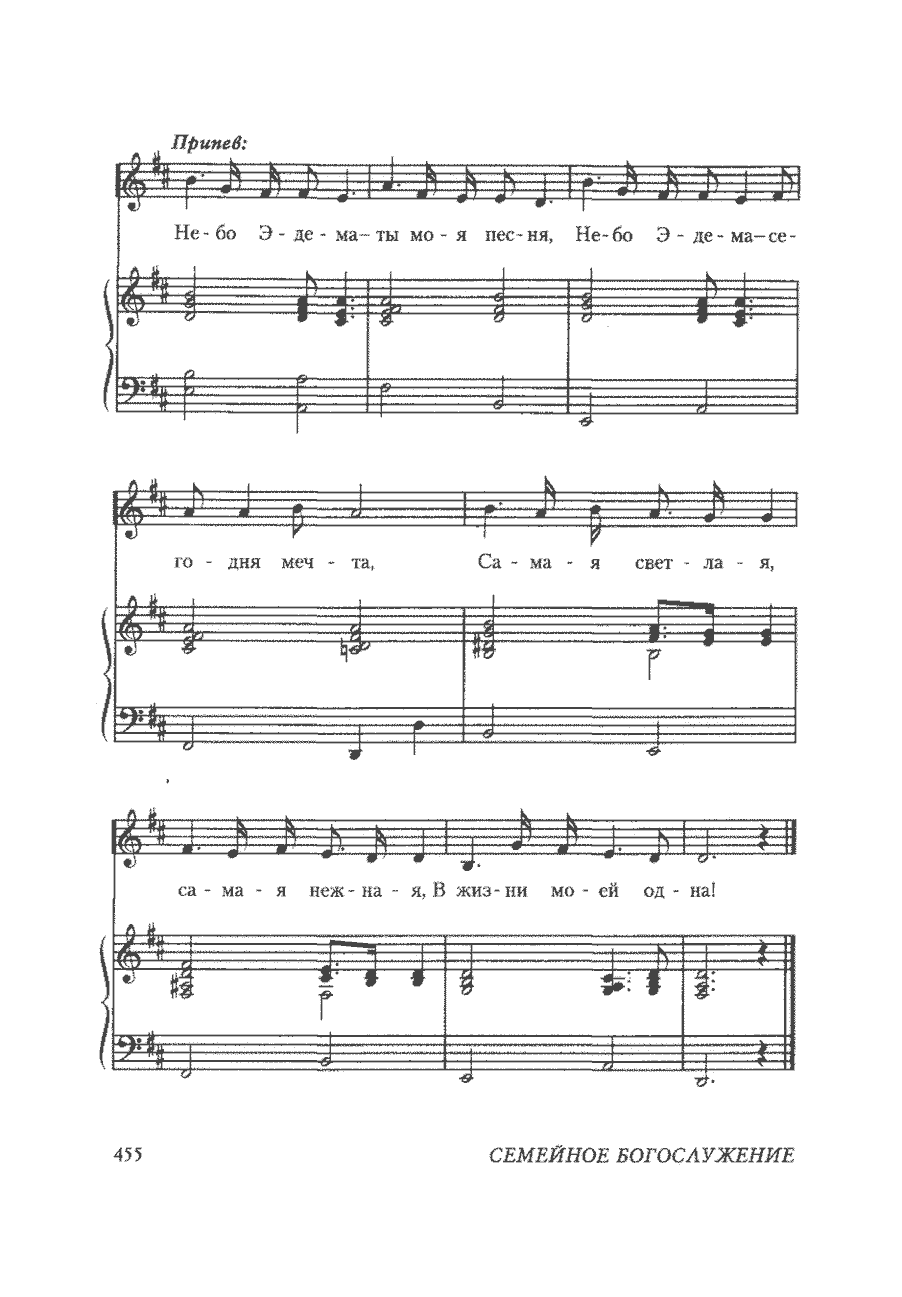 Припев:
Не - бо Э - де - ма— ты мо - я пес - ня, Не - бо Э - де - ма—се-
го - дня меч - та, Са - ма - я свет - ла - я,
са - ма - я неж - на - я, В жиз - ни мо - ей од - на!
455 СЕМЕЙНОЕ БОГОСЛУЖЕНИЕ